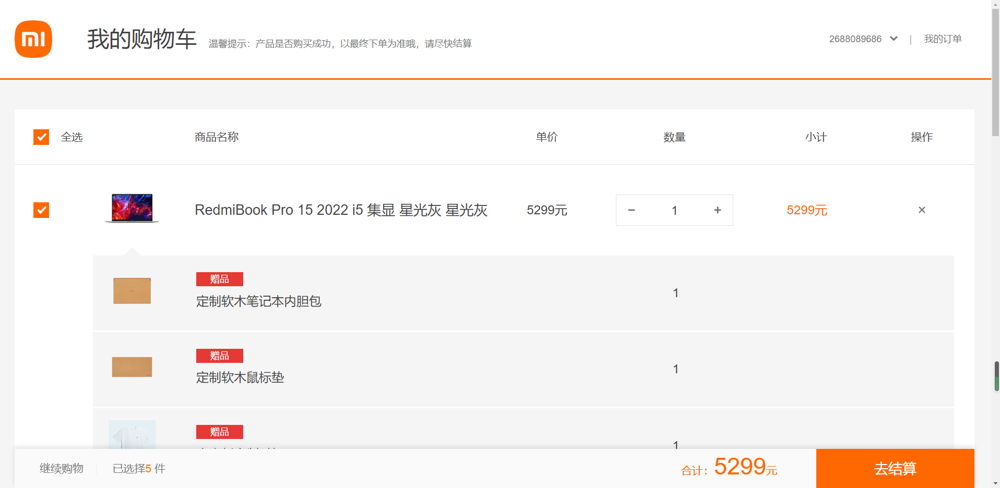 我的购物车 温馨提示：产品是否购买成功，以最终下单为准哦，请尽快结算 2688089686 | 我的订单
全选 商品名称 单价 数量 小计 操作
RedmiBook Pro 15 2022 i5 集显 星光灰 星光灰 5299元 − 1 + 5299元 ×
赠品
定制软木笔记本内胆包 1
赠品
定制软木鼠标垫 1
赠品
1
继续购物 已选择5 件 合计：5299元 去结算